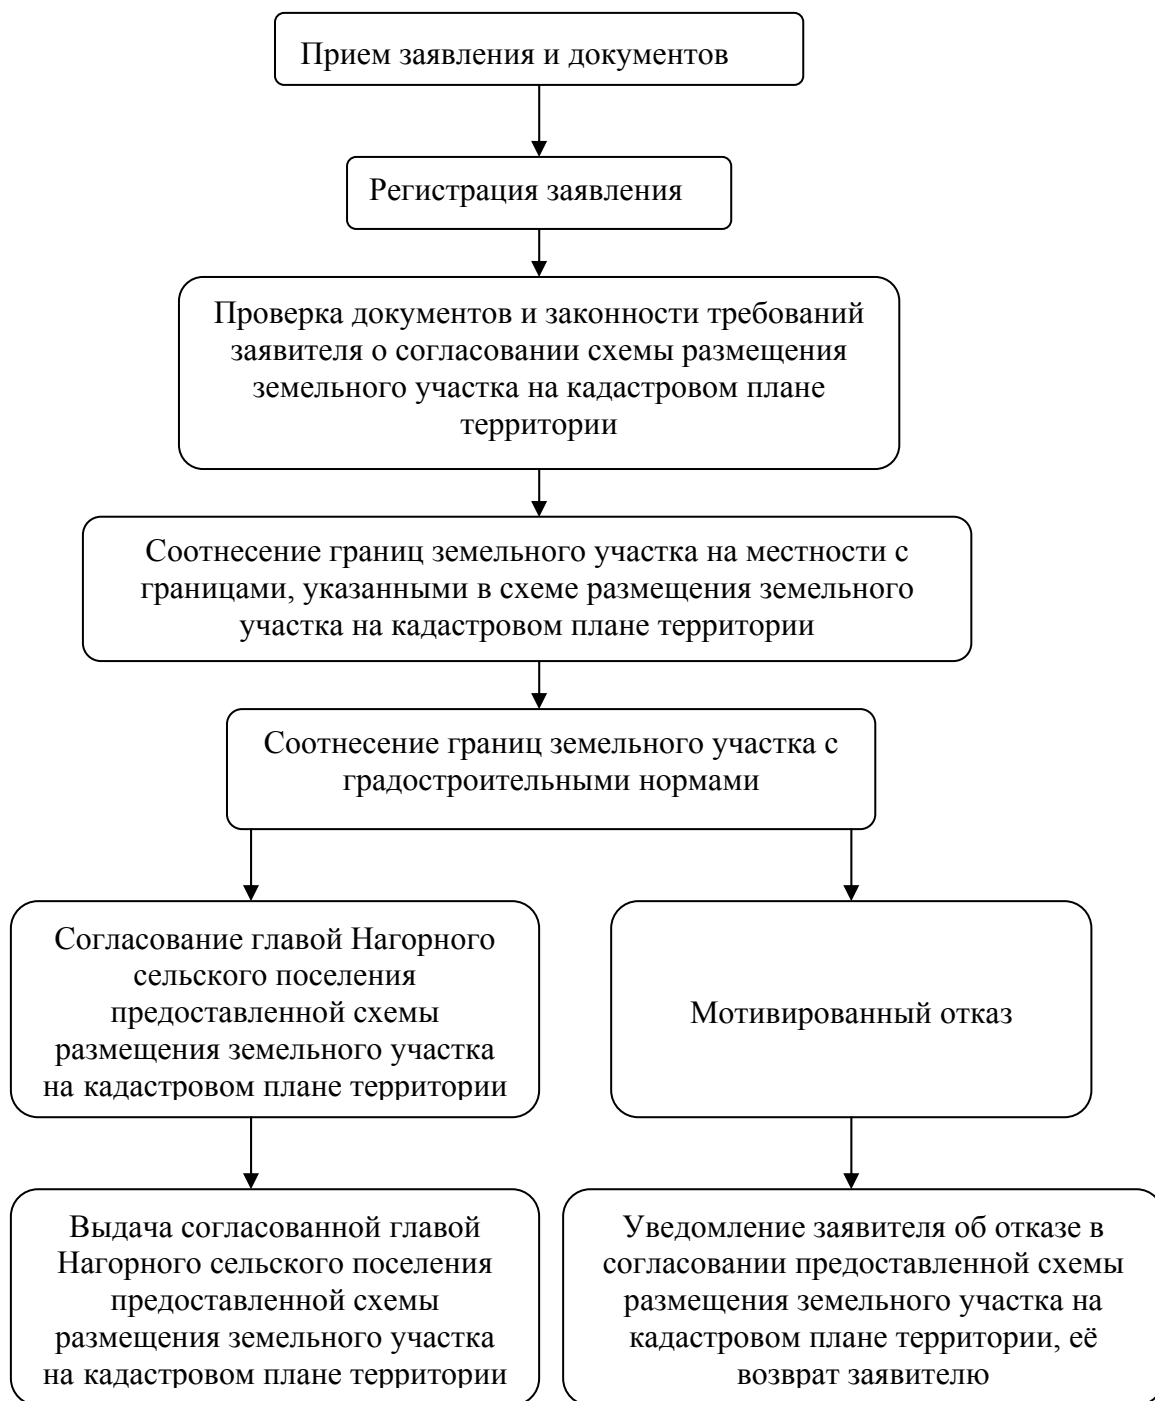 Прием заявления и документов
Регистрация заявления
Проверка документов и законности требований
заявителя о согласовании схемы размещения
земельного участка на кадастровом плане
территории
Соотнесение границ земельного участка на местности с
границами, указанными в схеме размещения земельного
участка на кадастровом плане территории
Соотнесение границ земельного участка с
градостроительными нормами
Согласование главой Нагорного
сельского поселения
предоставленной схемы
размещения земельного участка
на кадастровом плане территории
Мотивированный отказ
Выдача согласованной главой
Нагорного сельского поселения
предоставленной схемы
размещения земельного участка
на кадастровом плане территории
Уведомление заявителя об отказе в
согласовании предоставленной схемы
размещения земельного участка на
кадастровом плане территории, её
возврат заявителю